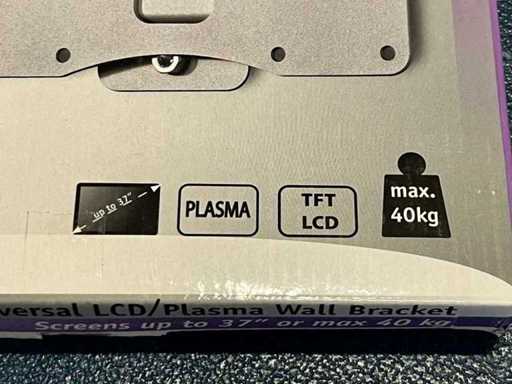 up to 37"
PLASMA
TFT
LCD
max.
40kg
versal LCD/Plasma Wall Bracket
Screens up to 37" or max 40 kg